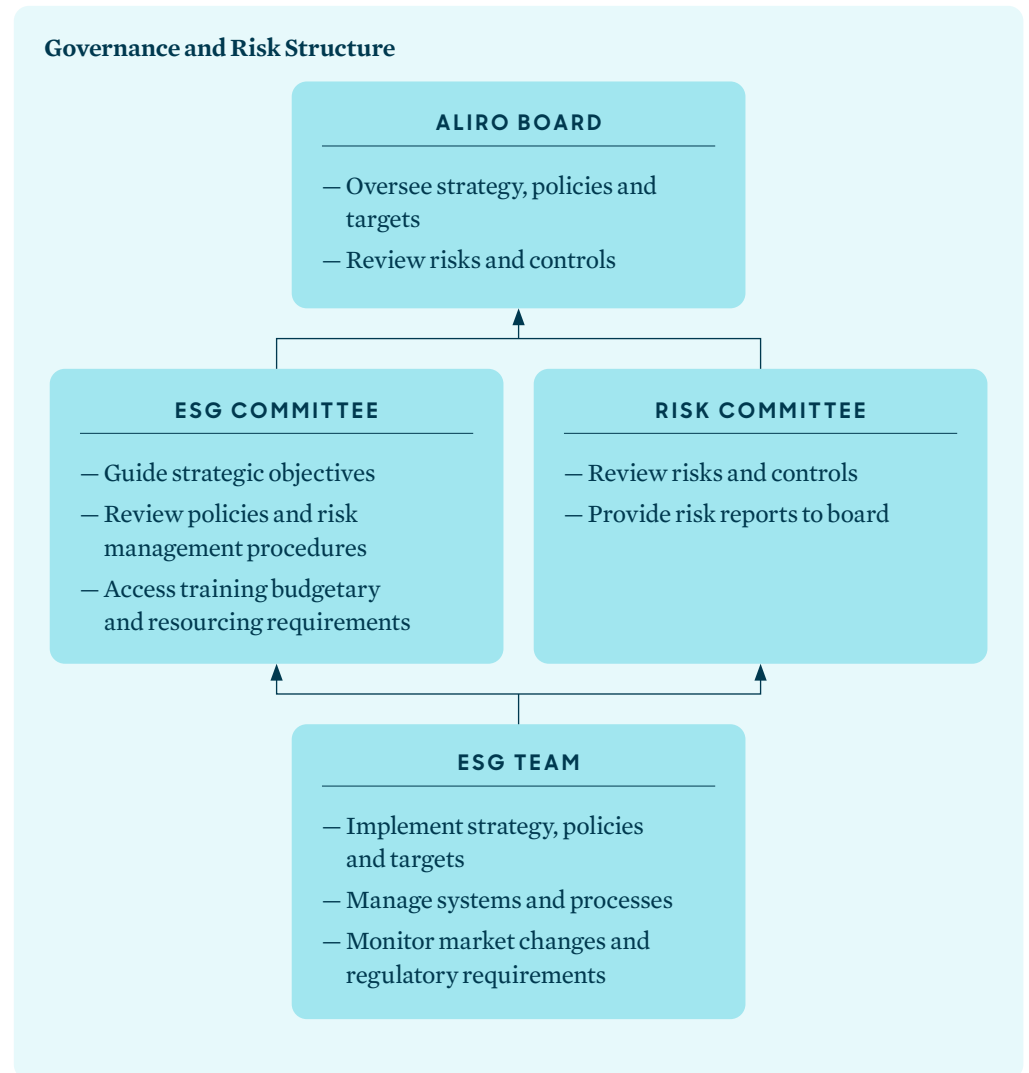 Governance and Risk Structure
ALIRO BOARD
— Oversee strategy, policies and
targets
— Review risks and controls
ESG COMMITTEE
— Guide strategic objectives
— Review policies and risk
management procedures
— Access training budgetary
and resourcing requirements
RISK COMMITTEE
— Review risks and controls
— Provide risk reports to board
ESG TEAM
— Implement strategy, policies
and targets
— Manage systems and processes
— Monitor market changes and
regulatory requirements